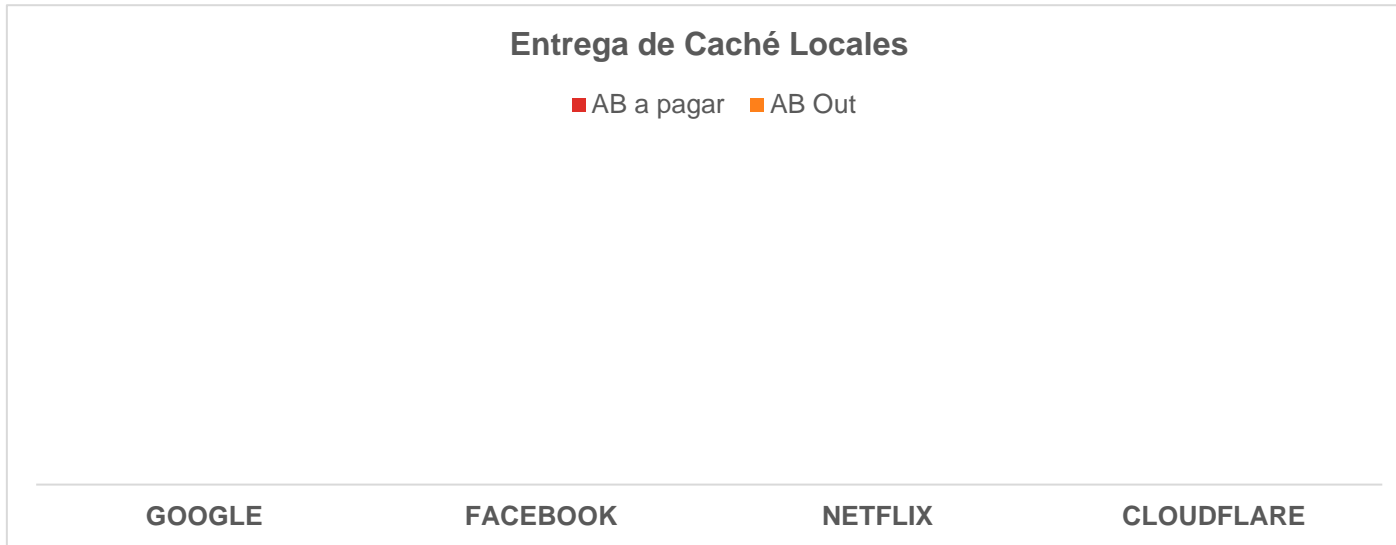 Entrega de Caché Locales
AB a pagar AB Out
GOOGLE FACEBOOK NETFLIX CLOUDFLARE